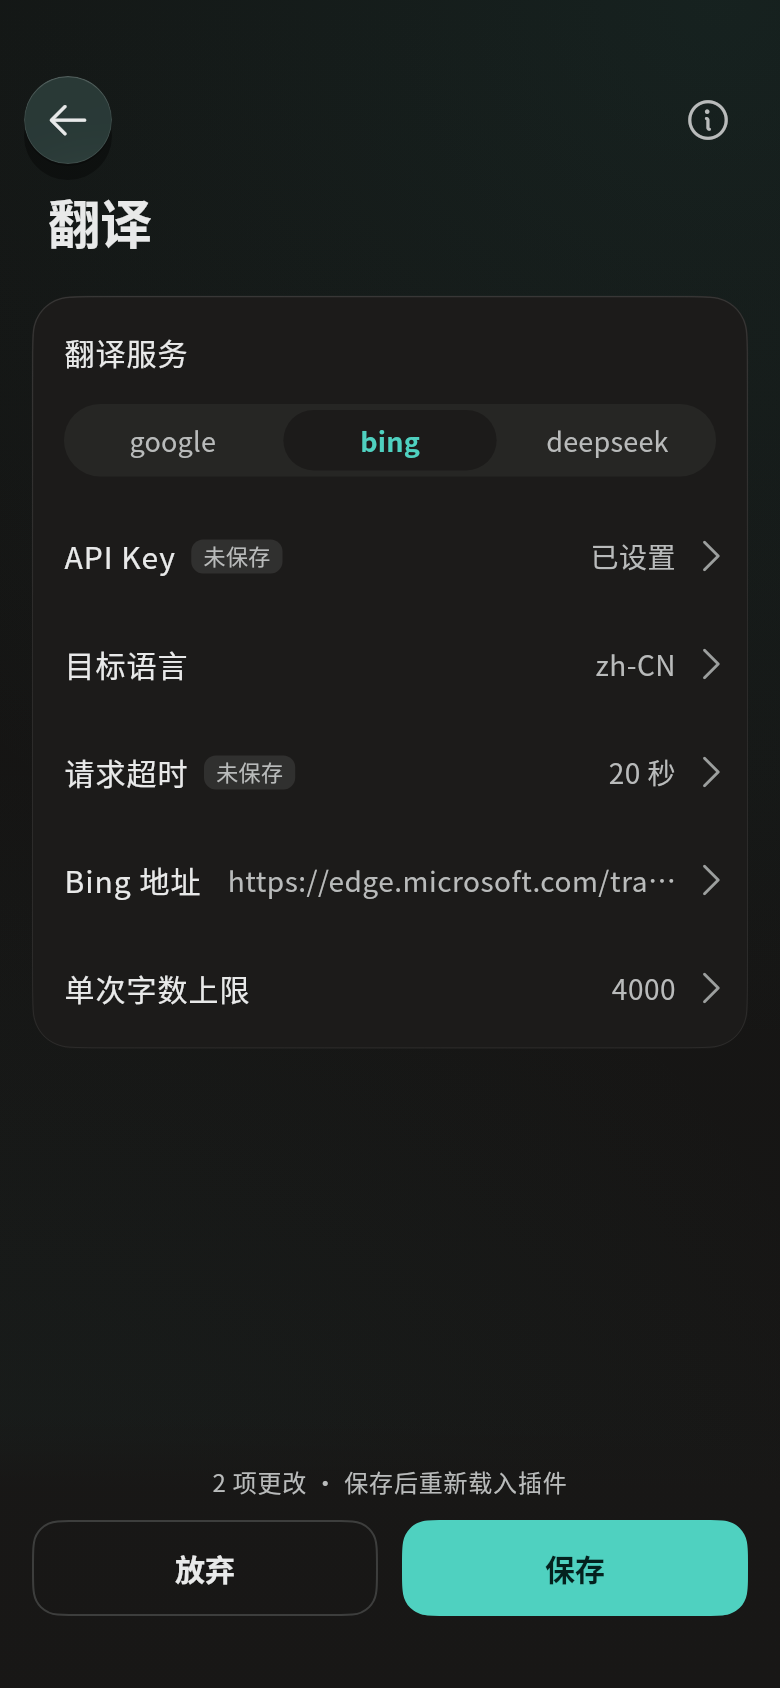 翻译
翻译服务
google bing deepseek
API Key 未保存 已设置
目标语言 zh-CN
请求超时 未保存 20 秒
Bing 地址 https://edge.microsoft.com/tra…
单次字数上限 4000
2 项更改 · 保存后重新载入插件
放弃 保存